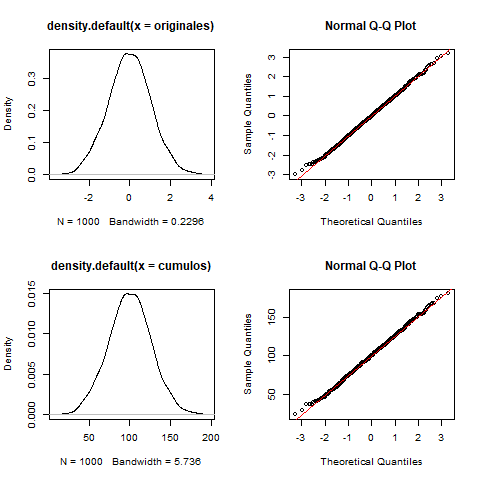 density.default(x = originales)
Density
0.0 0.1 0.2 0.3
-2 0 2 4
N = 1000 Bandwidth = 0.2296
Normal Q-Q Plot
Sample Quantiles
-3 -2 -1 0 1 2 3
-3 -2 -1 0 1 2 3
Theoretical Quantiles
density.default(x = cumulos)
Density
0.000 0.005 0.010 0.015
50 100 150 200
N = 1000 Bandwidth = 5.736
Normal Q-Q Plot
Sample Quantiles
50 100 150
-3 -2 -1 0 1 2 3
Theoretical Quantiles